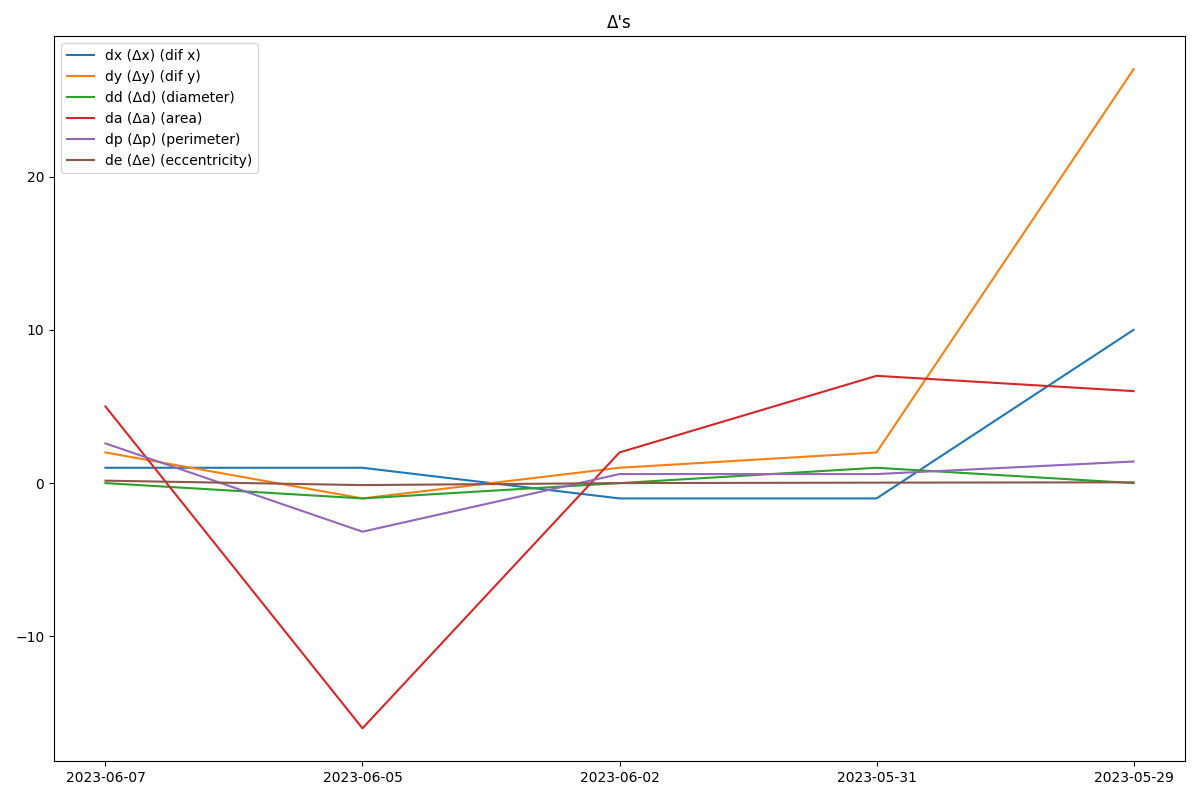 Δ's
dx (Δx) (dif x)
dy (Δy) (dif y)
dd (Δd) (diameter)
da (Δa) (area)
dp (Δp) (perimeter)
de (Δe) (eccentricity)
20
10
0
−10
2023-06-07
2023-06-05
2023-06-02
2023-05-31
2023-05-29